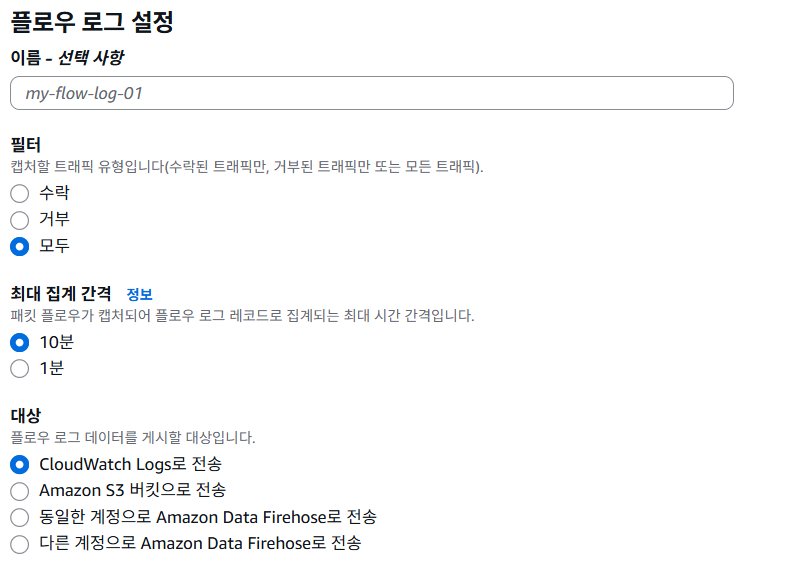 플로우 로그 설정
이름 - 선택 사항
my-flow-log-01
필터
캡처할 트래픽 유형입니다(수락된 트래픽만, 거부된 트래픽만 또는 모든 트래픽).
수락
거부
모두
최대 집계 간격 정보
패킷 플로우가 캡처되어 플로우 로그 레코드로 집계되는 최대 시간 간격입니다.
10분
1분
대상
플로우 로그 데이터를 게시할 대상입니다.
CloudWatch Logs로 전송
Amazon S3 버킷으로 전송
동일한 계정으로 Amazon Data Firehose로 전송
다른 계정으로 Amazon Data Firehose로 전송